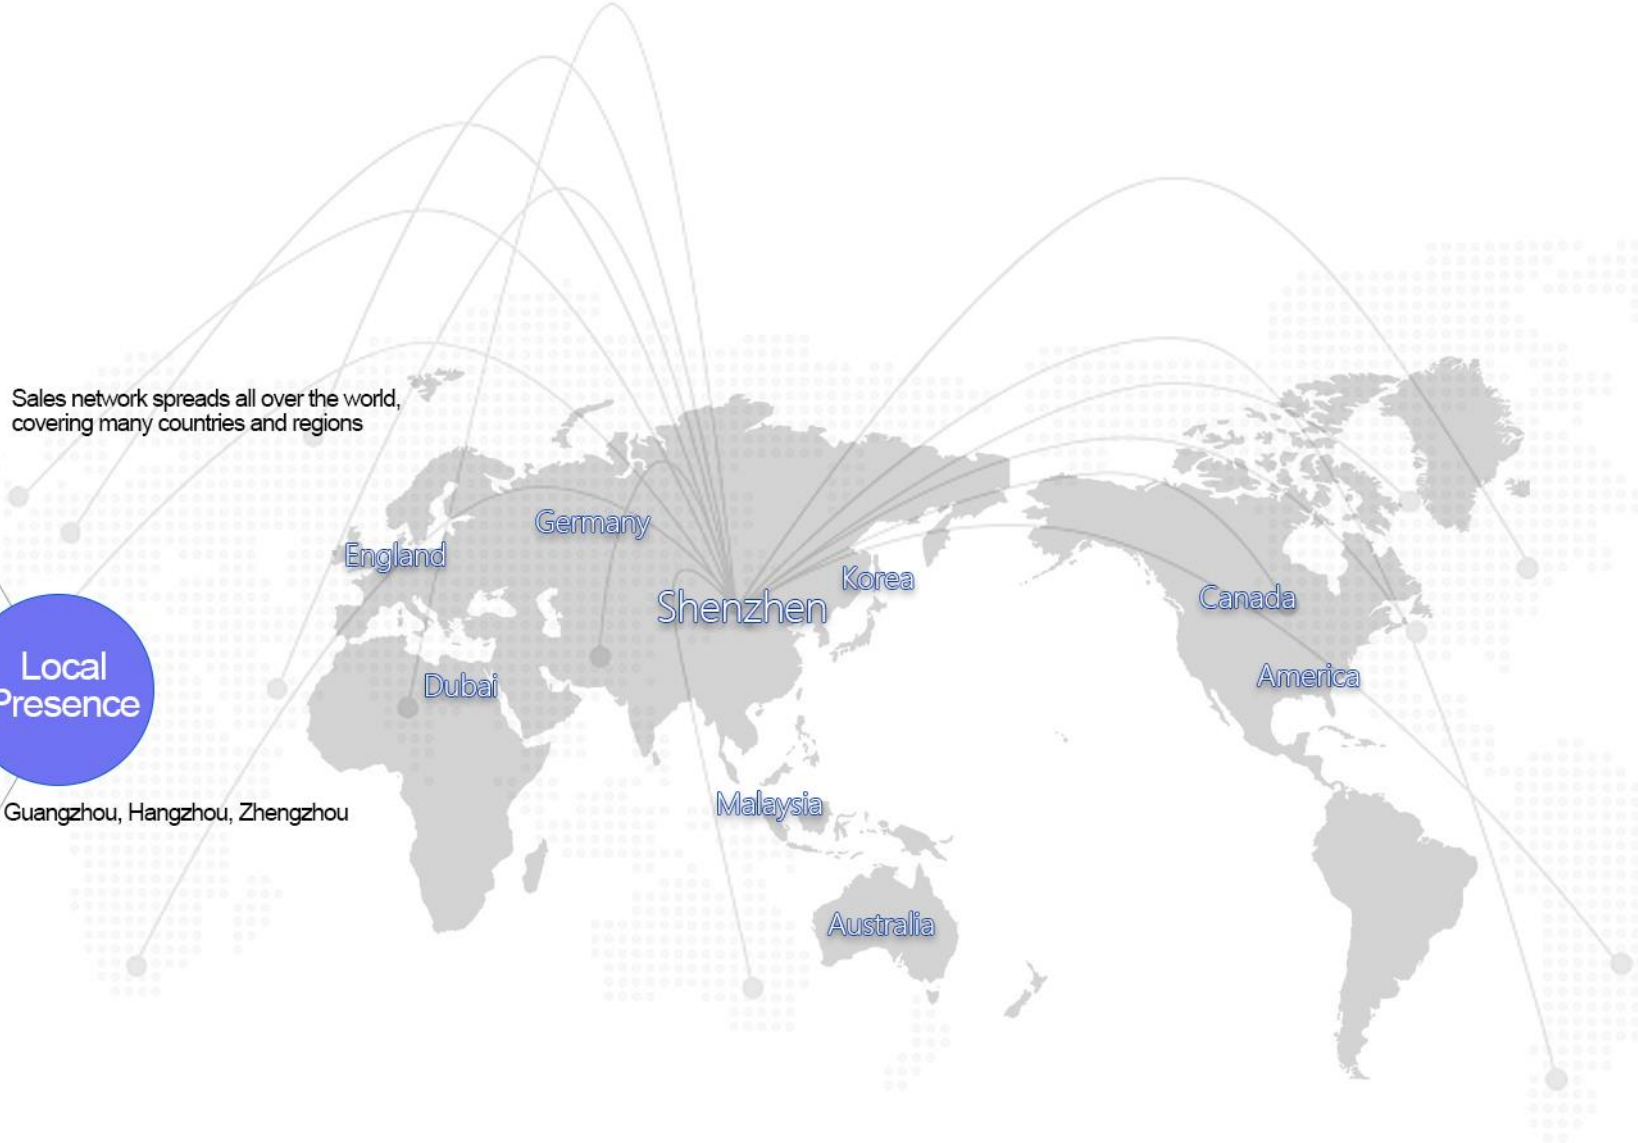 Sales network spreads all over the world,
covering many countries and regions
Germany
England
Korea
Shenzhen
Canada
Local
Presence
Dubai
America
Malaysia
Guangzhou, Hangzhou, Zhengzhou
Australia